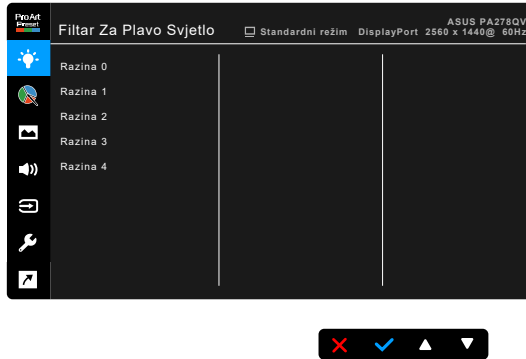 ProArt
Preset
Filtar Za Plavo Svjetlo
ASUS PA278QV
Standardni režim DisplayPort 2560 x 1440@ 60Hz
Razina 0
Razina 1
Razina 2
Razina 3
Razina 4